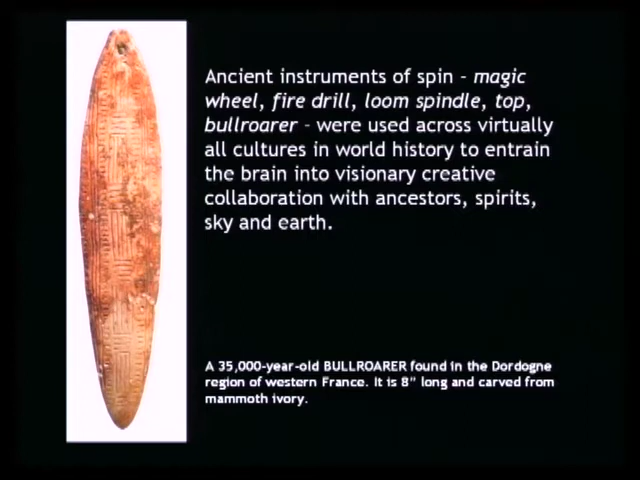 Ancient instruments of spin – magic
wheel, fire drill, loom spindle, top,
bullroarer – were used across virtually
all cultures in world history to entrain
the brain into visionary creative
collaboration with ancestors, spirits,
sky and earth.
A 35,000-year-old BULLROARER found in the Dordogne
region of western France. It is 8" long and carved from
mammoth ivory.